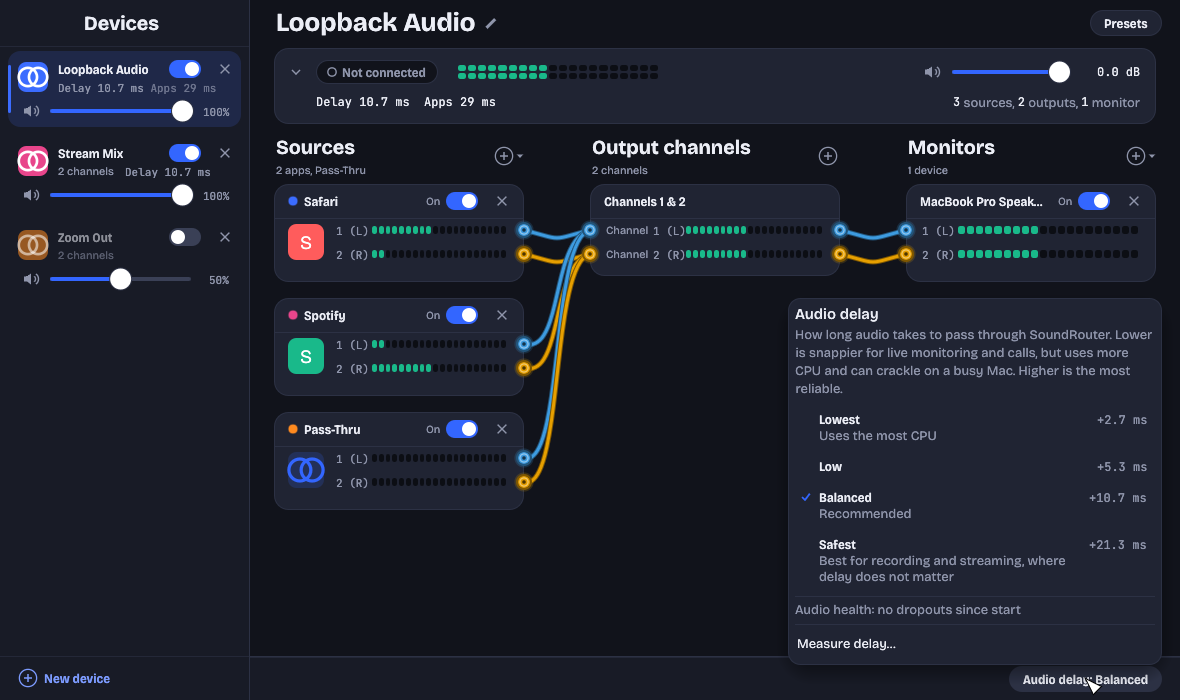 Devices
Loopback Audio
Delay 10.7 ms Apps 29 ms
100%
Stream Mix
2 channels Delay 10.7 ms
100%
Zoom Out
2 channels
50%
New device
Loopback Audio
Presets
Not connected
0.0 dB
Delay 10.7 ms Apps 29 ms
3 sources, 2 outputs, 1 monitor
Sources
2 apps, Pass-Thru
Safari
On
S
1 (L)
2 (R)
Spotify
On
S
1 (L)
2 (R)
Pass-Thru
On
1 (L)
2 (R)
Output channels
2 channels
Channels 1 & 2
Channel 1 (L)
Channel 2 (R)
Monitors
1 device
MacBook Pro Speak...
On
1 (L)
2 (R)
Audio delay
How long audio takes to pass through SoundRouter. Lower
is snappier for live monitoring and calls, but uses more
CPU and can crackle on a busy Mac. Higher is the most
reliable.
Lowest +2.7 ms
Uses the most CPU
Low +5.3 ms
Balanced +10.7 ms
Recommended
Safest +21.3 ms
Best for recording and streaming, where
delay does not matter
Audio health: no dropouts since start
Measure delay...
Audio delay Balanced